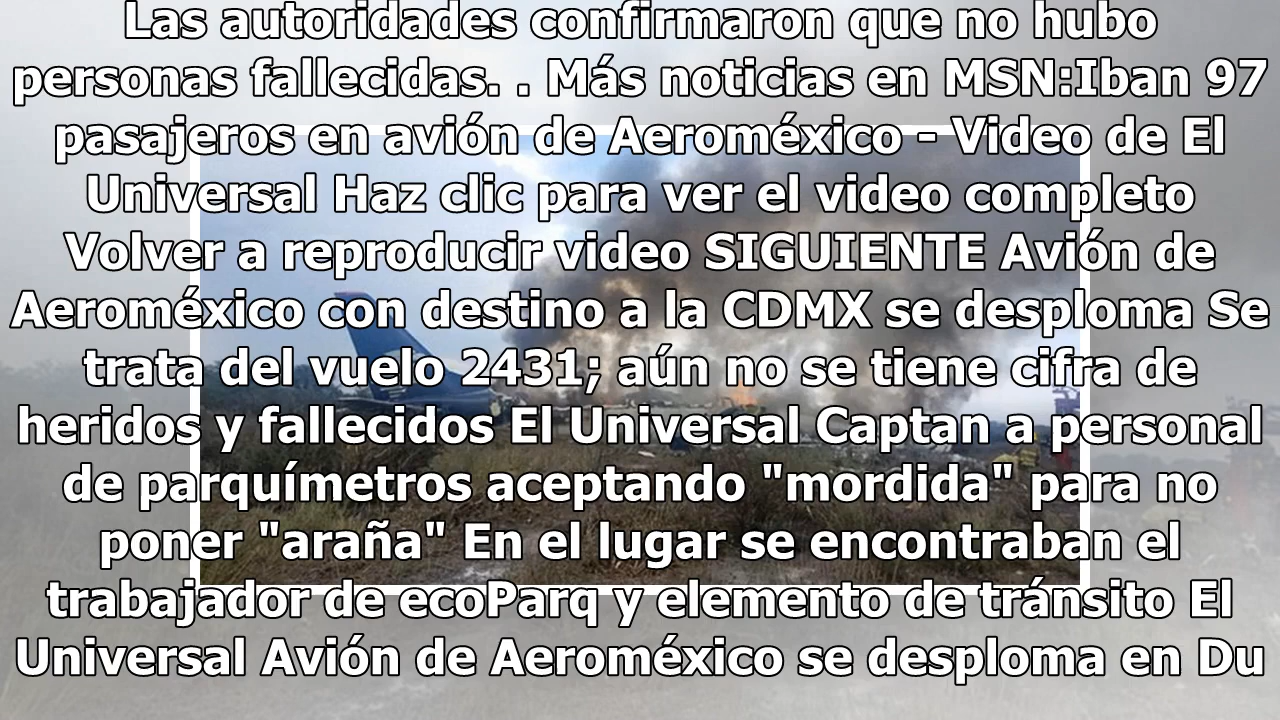 Las autoridades confirmaron que no hubo
personas fallecidas. . Más noticias en MSN:Iban 97
pasajeros en avión de Aeroméxico - Video de El
Universal Haz clic para ver el video completo
Volver a reproducir video SIGUIENTE Avión de
Aeroméxico con destino a la CDMX se desploma Se
trata del vuelo 2431; aún no se tiene cifra de
heridos y fallecidos El Universal Captan a personal
de parquímetros aceptando "mordida" para no
poner "araña" En el lugar se encontraban el
trabajador de ecoParq y elemento de tránsito El
Universal Avión de Aeroméxico se desploma en Du